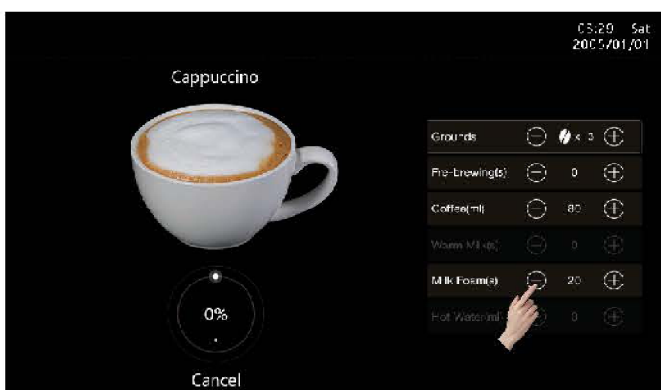 03:29 Sat
2005/01/01
Cappuccino
Grounds x 3
Pre-brewing(s) 0
Coffee(ml) 80
Warm Milk(s) 0
Milk Foam(s) 20
Hot Water(ml) 0
0%
Cancel